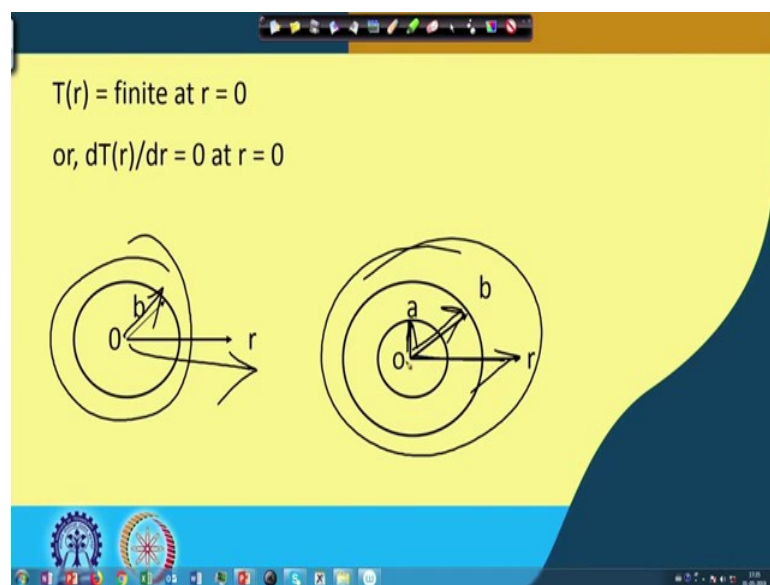 T(r) = finite at r = 0
or, dT(r)/dr = 0 at r = 0
b
0
r
a
b
o
r